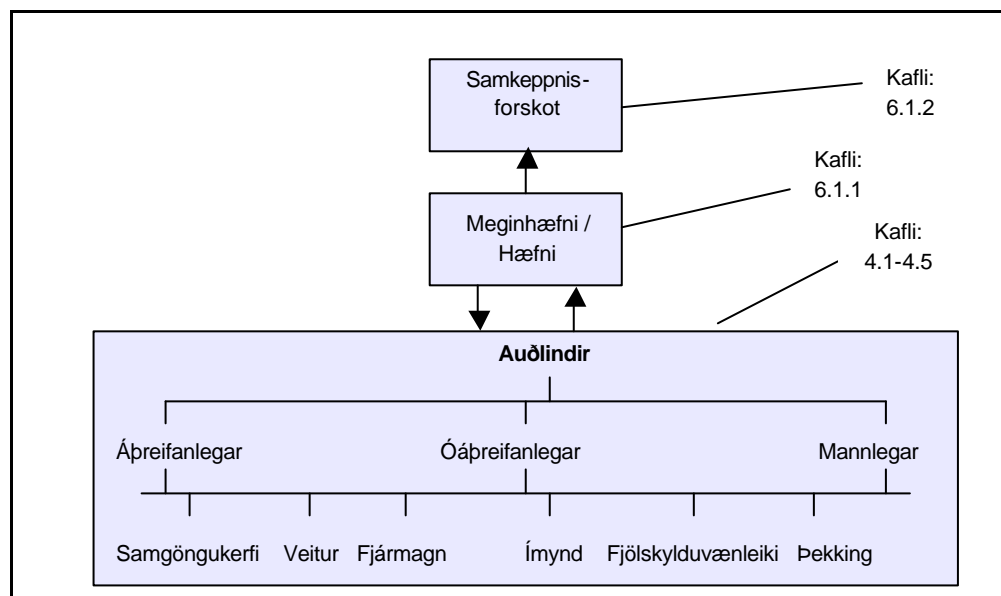 Samkeppnis-
forskot
Kafli:
6.1.2
Kafli:
6.1.1
Meginhæfni /
Hæfni
Kafli:
4.1-4.5
Auðlindir
Áþreifanlegar
Óáþreifanlegar
Mannlegar
Samgöngukerfi
Veitur
Fjármagn
Ímynd
Fjölskylduvænleiki
Þekking